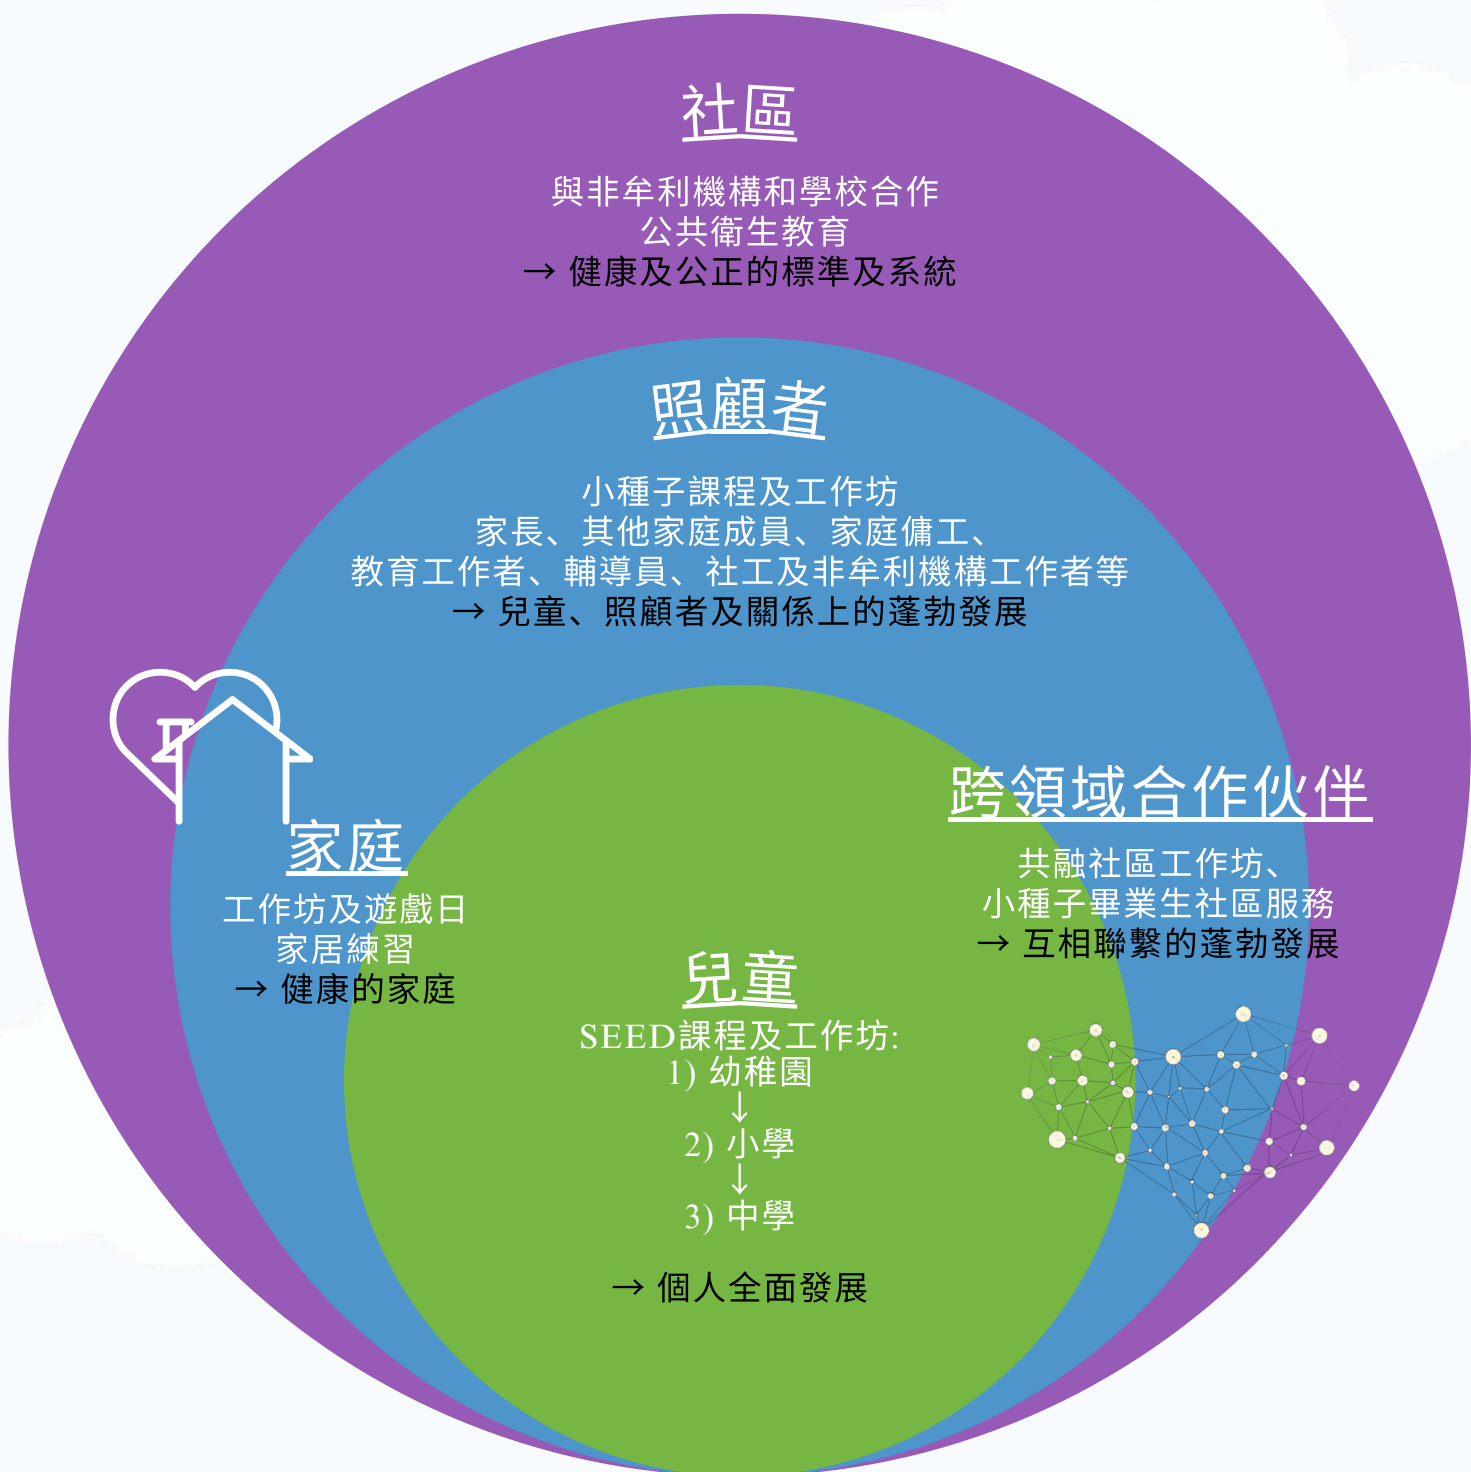 社區
與非牟利機構和學校合作
公共衛生教育
→ 健康及公正的標準及系統
照顧者
小種子課程及工作坊
家長、其他家庭成員、家庭傭工、
教育工作者、輔導員、社工及非牟利機構工作者等
→ 兒童、照顧者及關係上的蓬勃發展
家庭
工作坊及遊戲日
家居練習
→ 健康的家庭
跨領域合作伙伴
共融社區工作坊、
小種子畢業生社區服務
→ 互相聯繫的蓬勃發展
兒童
SEED課程及工作坊:
1) 幼稚園
↓
2) 小學
↓
3) 中學
→ 個人全面發展